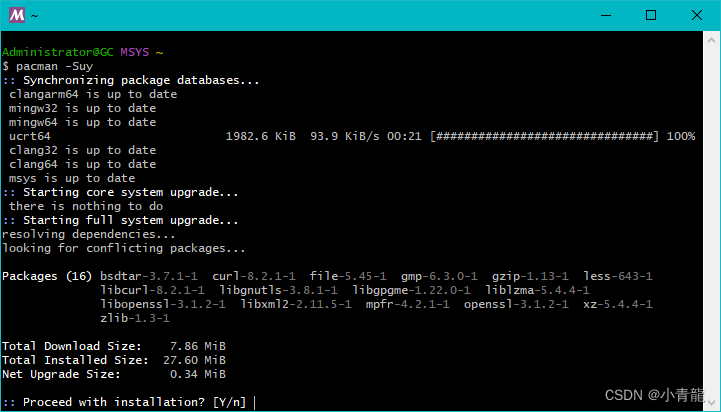 M ~
Administrator@GC MSYS ~
$ pacman -Suy
:: Synchronizing package databases...
clangarm64 is up to date
mingw32 is up to date
mingw64 is up to date
ucrt64 1982.6 KiB 93.9 KiB/s 00:21 [###############################] 100%
clang32 is up to date
clang64 is up to date
msys is up to date
:: Starting core system upgrade...
there is nothing to do
:: Starting full system upgrade...
resolving dependencies...
looking for conflicting packages...
Packages (16) bsdtar-3.7.1-1 curl-8.2.1-1 file-5.45-1 gmp-6.3.0-1 gzip-1.13-1 less-643-1
libcurl-8.2.1-1 libgnutls-3.8.1-1 libgpgme-1.22.0-1 liblzma-5.4.4-1
libopenssl-3.1.2-1 libxml2-2.11.5-1 mpfr-4.2.1-1 openssl-3.1.2-1 xz-5.4.4-1
zlib-1.3-1
Total Download Size: 7.86 MiB
Total Installed Size: 27.60 MiB
Net Upgrade Size: 0.34 MiB
:: Proceed with installation? [Y/n]
CSDN @小青龍